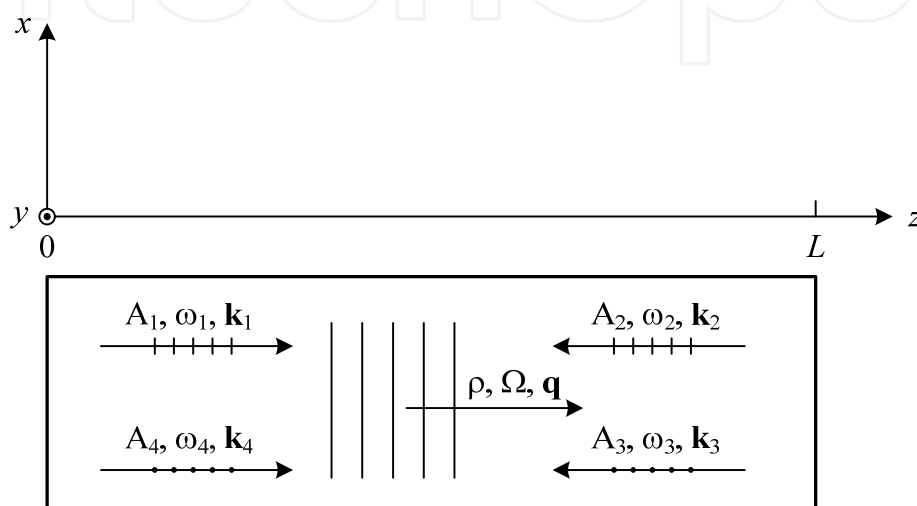 x
y
z
0
L
A₁, ω₁, k₁
A₂, ω₂, k₂
ρ, Ω, q
A₄, ω₄, k₄
A₃, ω₃, k₃